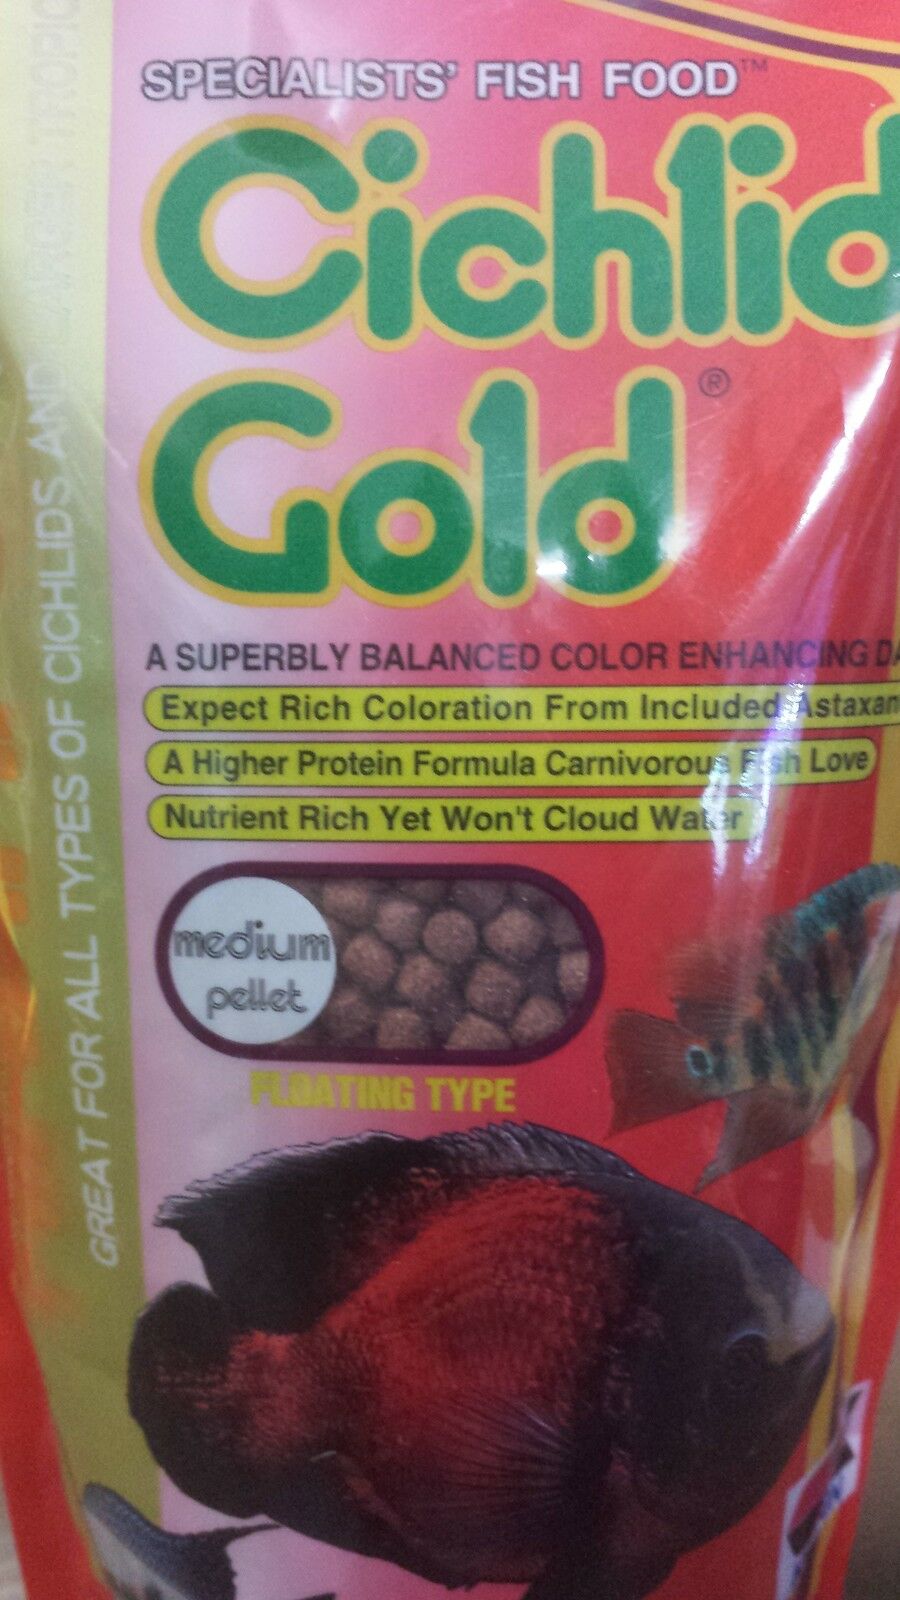 SPECIALISTS' FISH FOOD™
Cichlid
Gold®
A SUPERBLY BALANCED COLOR ENHANCING
Expect Rich Coloration From Included
A Higher Protein Formula Carnivorous Fish Love
Nutrient Rich Yet Won't Cloud Water
medium
pellet
FLOATING TYPE
GREAT FOR ALL TYPES OF CICHLIDS AND LARGER